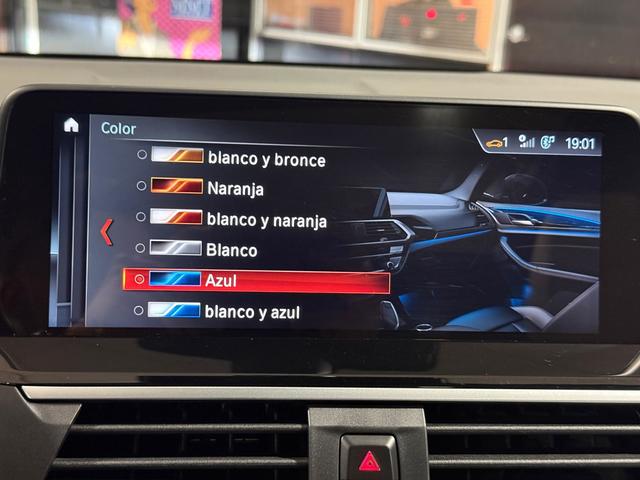 Color
1
19:01
blanco y bronce
Naranja
blanco y naranja
Blanco
Azul
blanco y azul